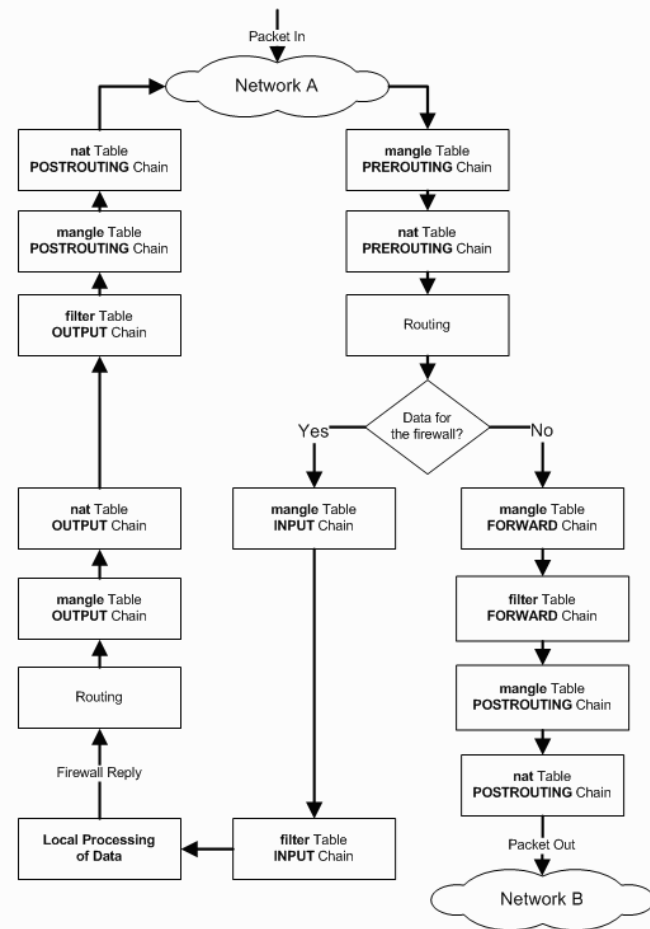 Packet In
Network A
nat Table
POSTROUTING Chain
mangle Table
POSTROUTING Chain
filter Table
OUTPUT Chain
nat Table
OUTPUT Chain
mangle Table
OUTPUT Chain
Routing
Firewall Reply
Local Processing
of Data
mangle Table
PREROUTING Chain
nat Table
PREROUTING Chain
Routing
Data for
the firewall?
Yes
No
mangle Table
INPUT Chain
filter Table
INPUT Chain
mangle Table
FORWARD Chain
filter Table
FORWARD Chain
mangle Table
POSTROUTING Chain
nat Table
POSTROUTING Chain
Packet Out
Network B